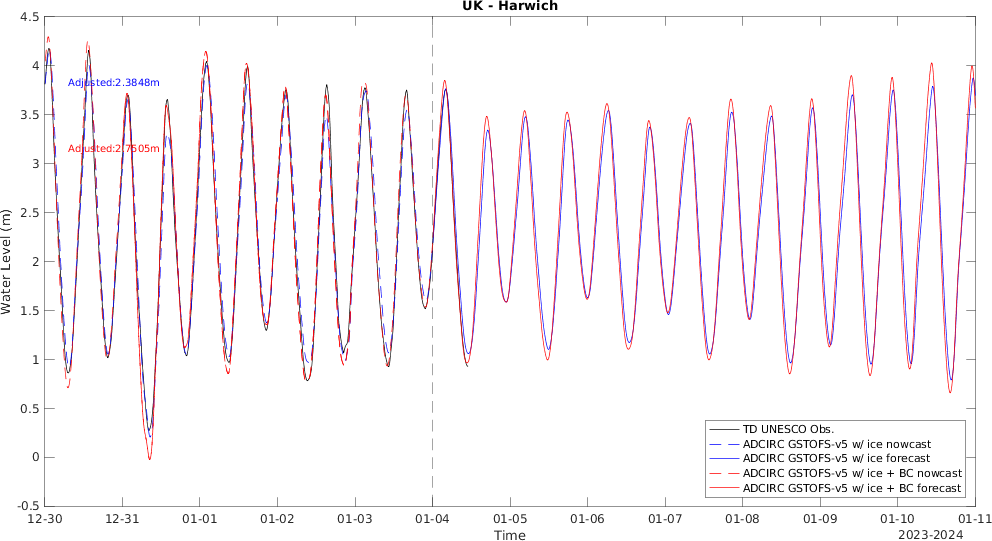 UK - Harwich
4.5
4
3.5
3
2.5
2
1.5
1
0.5
0
-0.5
Water Level (m)
Adjusted:2.3848m
Adjusted:2.7505m
TD UNESCO Obs.
ADCIRC GSTOFS-v5 w/ ice nowcast
ADCIRC GSTOFS-v5 w/ ice forecast
ADCIRC GSTOFS-v5 w/ ice + BC nowcast
ADCIRC GSTOFS-v5 w/ ice + BC forecast
12-30 12-31 01-01 01-02 01-03 01-04 01-05 01-06 01-07 01-08 01-09 01-10 01-11
Time
2023-2024